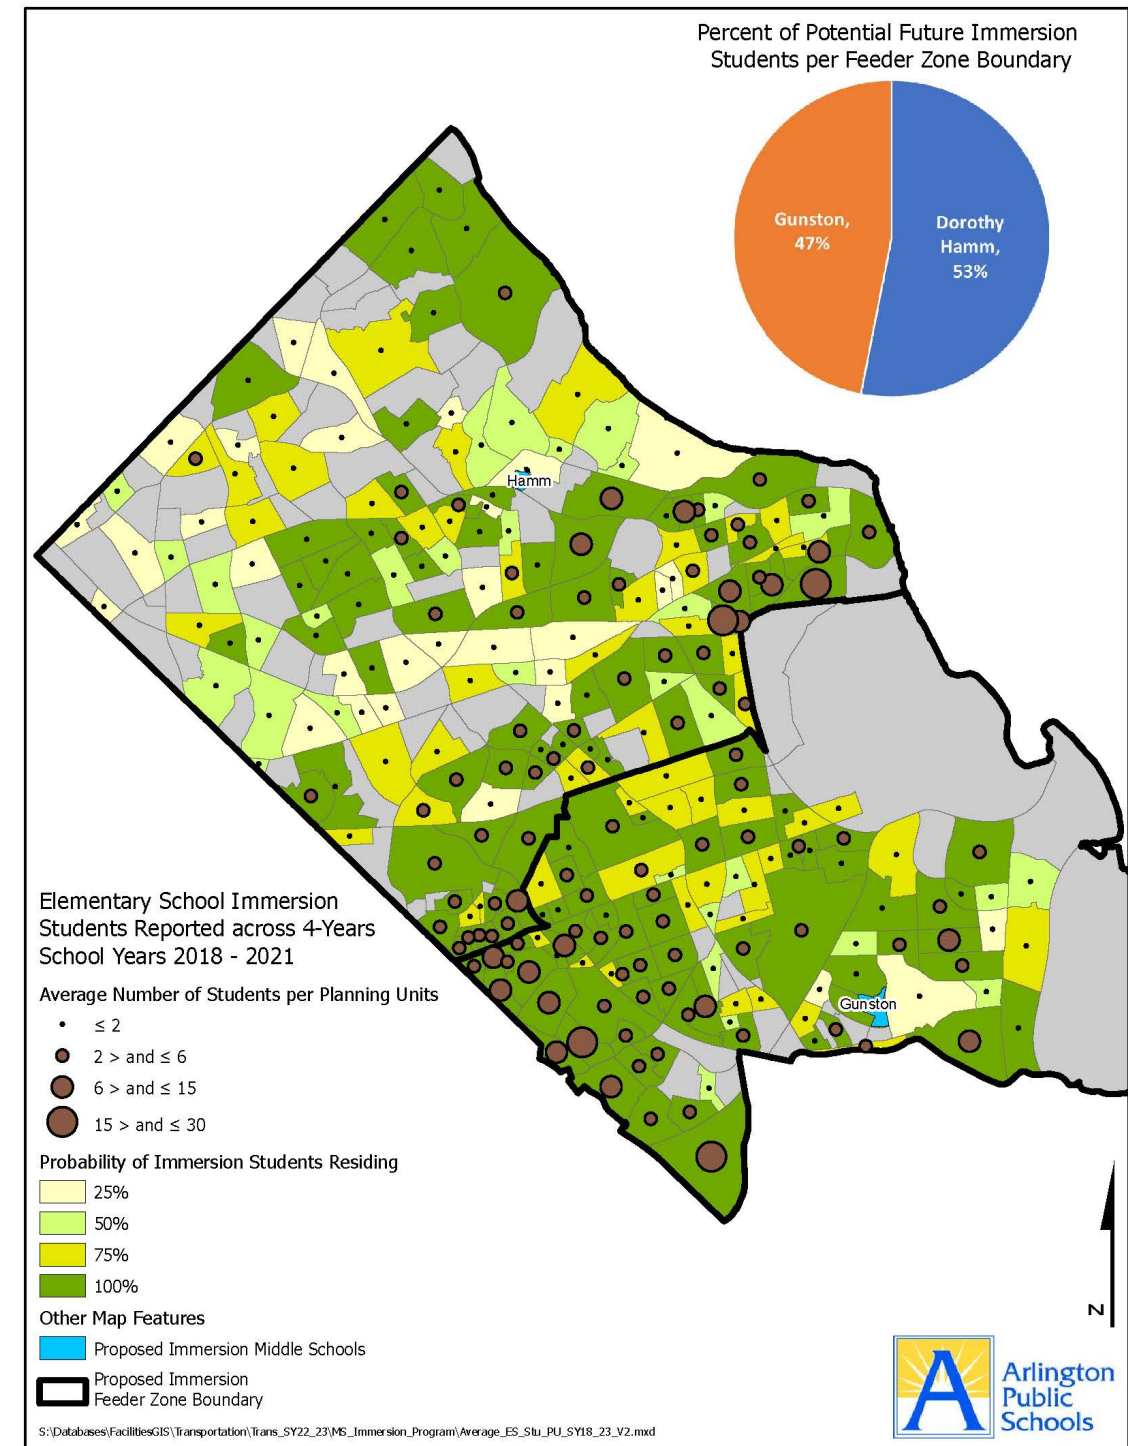 Percent of Potential Future Immersion
Students per Feeder Zone Boundary
Gunston,
47%
Dorothy
Hamm,
53%
Hamm
Gunston
Elementary School Immersion
Students Reported across 4-Years
School Years 2018 - 2021
Average Number of Students per Planning Units
≤ 2
2 > and ≤ 6
6 > and ≤ 15
15 > and ≤ 30
Probability of Immersion Students Residing
25%
50%
75%
100%
Other Map Features
Proposed Immersion Middle Schools
Proposed Immersion
Feeder Zone Boundary
N
A
Arlington
Public
Schools
S:\Databases\FacilitiesGIS\Transportation\Trans_SY22_23\MS_Immersion_Program\Average_ES_Stu_PU_SY18_23_V2.mxd